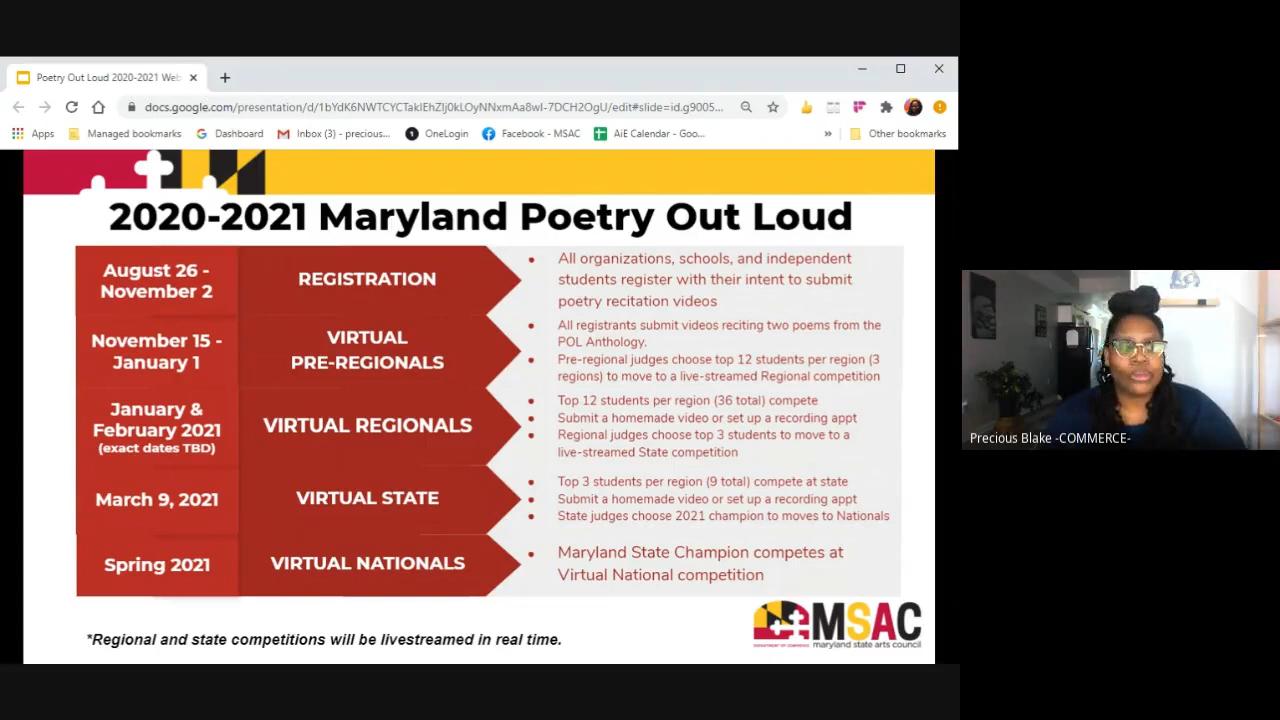 Poetry Out Loud 2020-2021 Web
docs.google.com/presentation/d/
Apps
Managed bookmarks
Dashboard
Inbox (3) - precious...
OneLogin
Facebook - MSAC
AiE Calendar - Goo...
»
Other bookmarks
2020-2021 Maryland Poetry Out Loud
August 26 -
November 2
REGISTRATION
• All organizations, schools, and independent
students register with their intent to submit
poetry recitation videos
November 15 -
January 1
VIRTUAL
PRE-REGIONALS
• All registrants submit videos reciting two poems from the
POL Anthology.
• Pre-regional judges choose top 12 students per region (3
regions) to move to a live-streamed Regional competition
January &
February 2021
(exact dates TBD)
VIRTUAL REGIONALS
• Top 12 students per region (36 total) compete
• Submit a homemade video or set up a recording appt
• Regional judges choose top 3 students to move to a
live-streamed State competition
March 9, 2021
VIRTUAL STATE
• Top 3 students per region (9 total) compete at state
• Submit a homemade video or set up a recording appt
• State judges choose 2021 champion to moves to Nationals
Spring 2021
VIRTUAL NATIONALS
• Maryland State Champion competes at
Virtual National competition
*Regional and state competitions will be livestreamed in real time.
MSAC
DEPARTMENT OF COMMERCE
maryland state arts council
Precious Blake -COMMERCE-